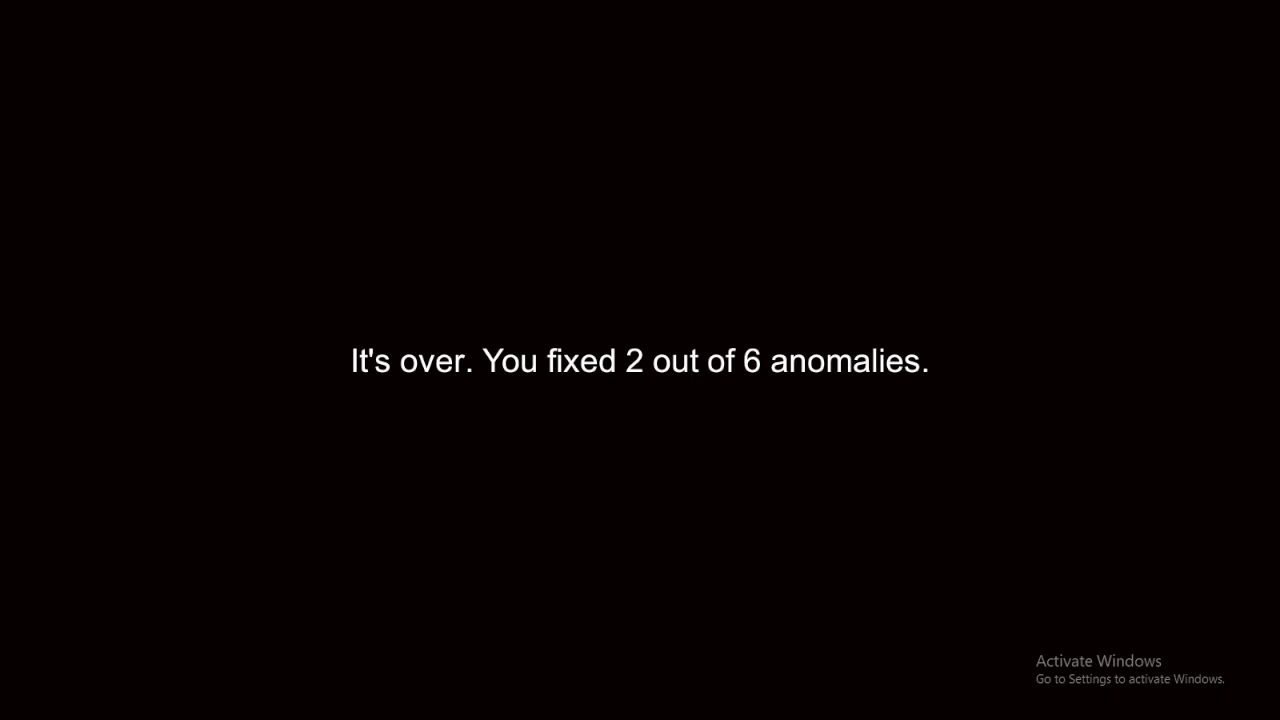 It's over. You fixed 2 out of 6 anomalies.
Activate Windows
Go to Settings to activate Windows.